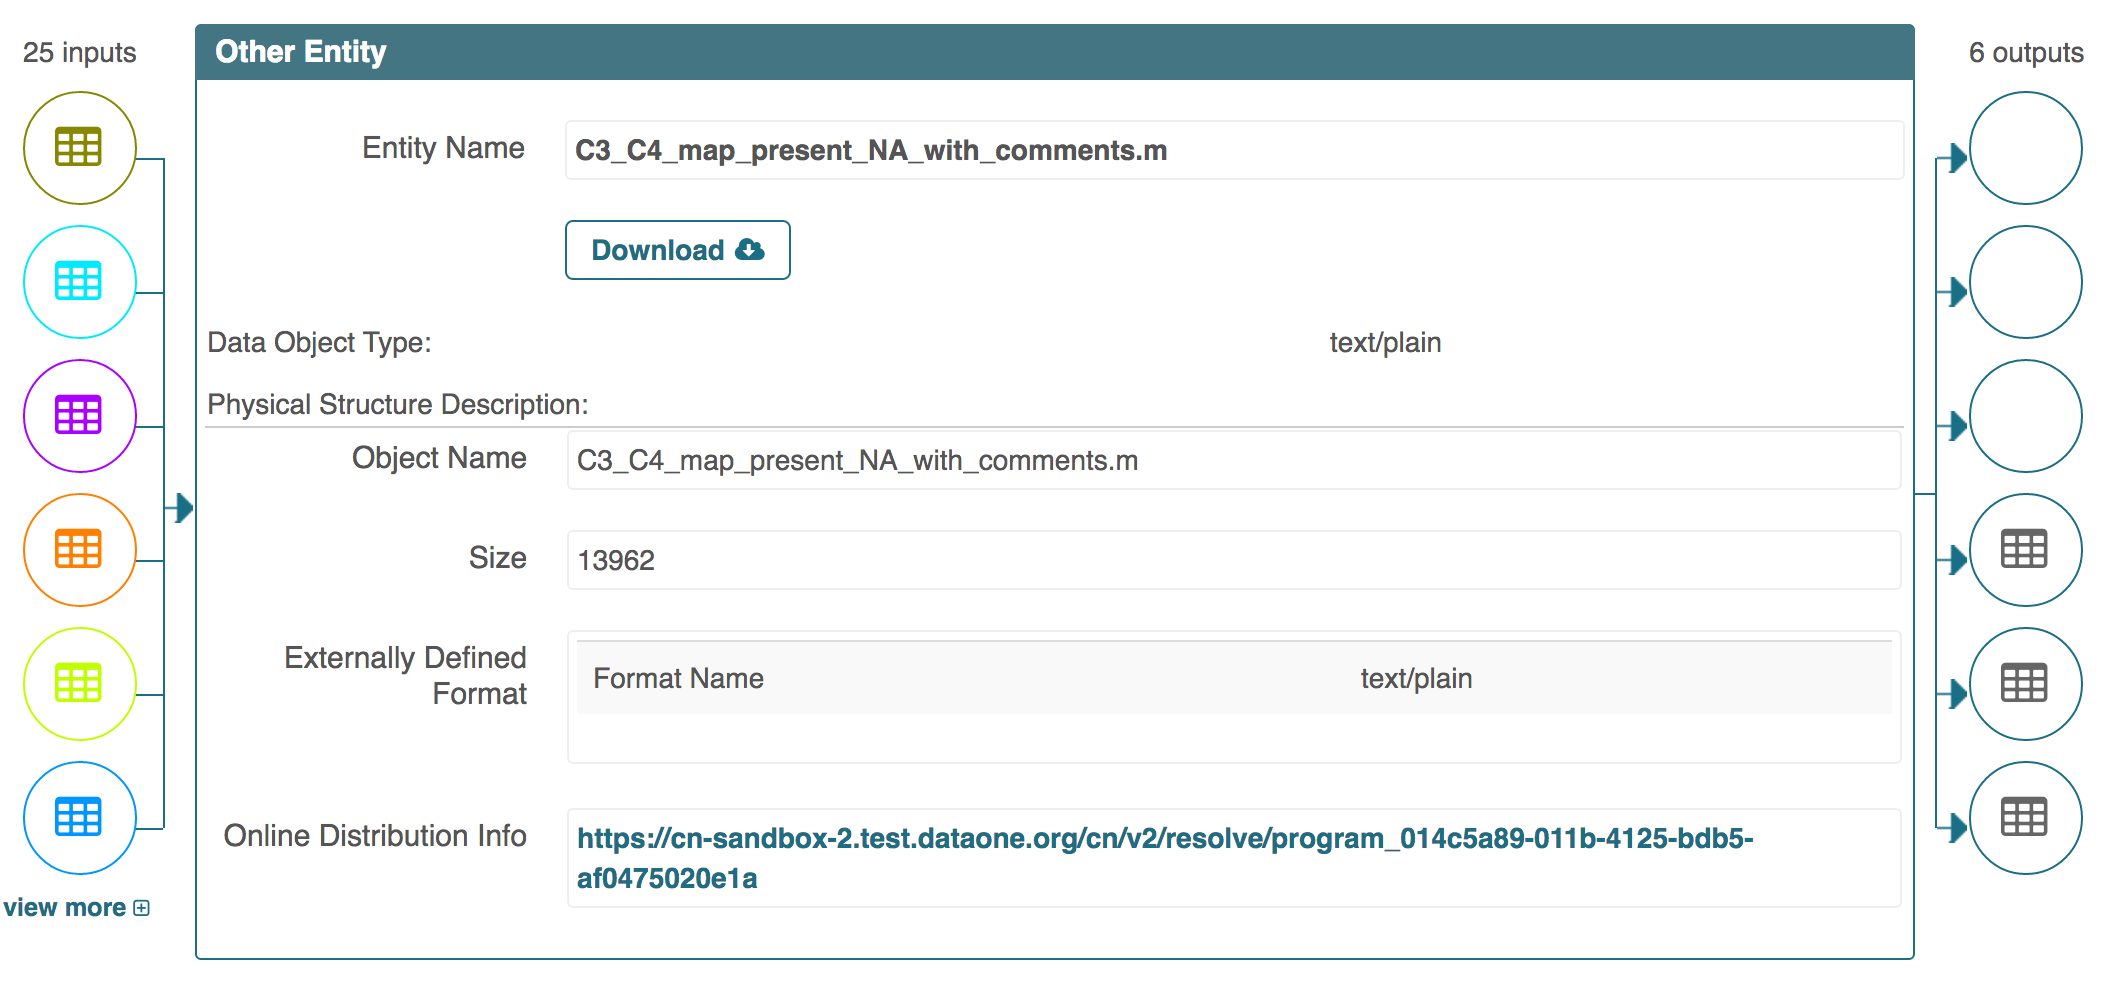 25 inputs
Other Entity
6 outputs
Entity Name
C3_C4_map_present_NA_with_comments.m
Download
Data Object Type:
text/plain
Physical Structure Description:
Object Name
C3_C4_map_present_NA_with_comments.m
Size
13962
Externally Defined
Format
Format Name
text/plain
Online Distribution Info
https://cn-sandbox-2.test.dataone.org/cn/v2/resolve/program_014c5a89-011b-4125-bdb5-
af0475020e1a
view more